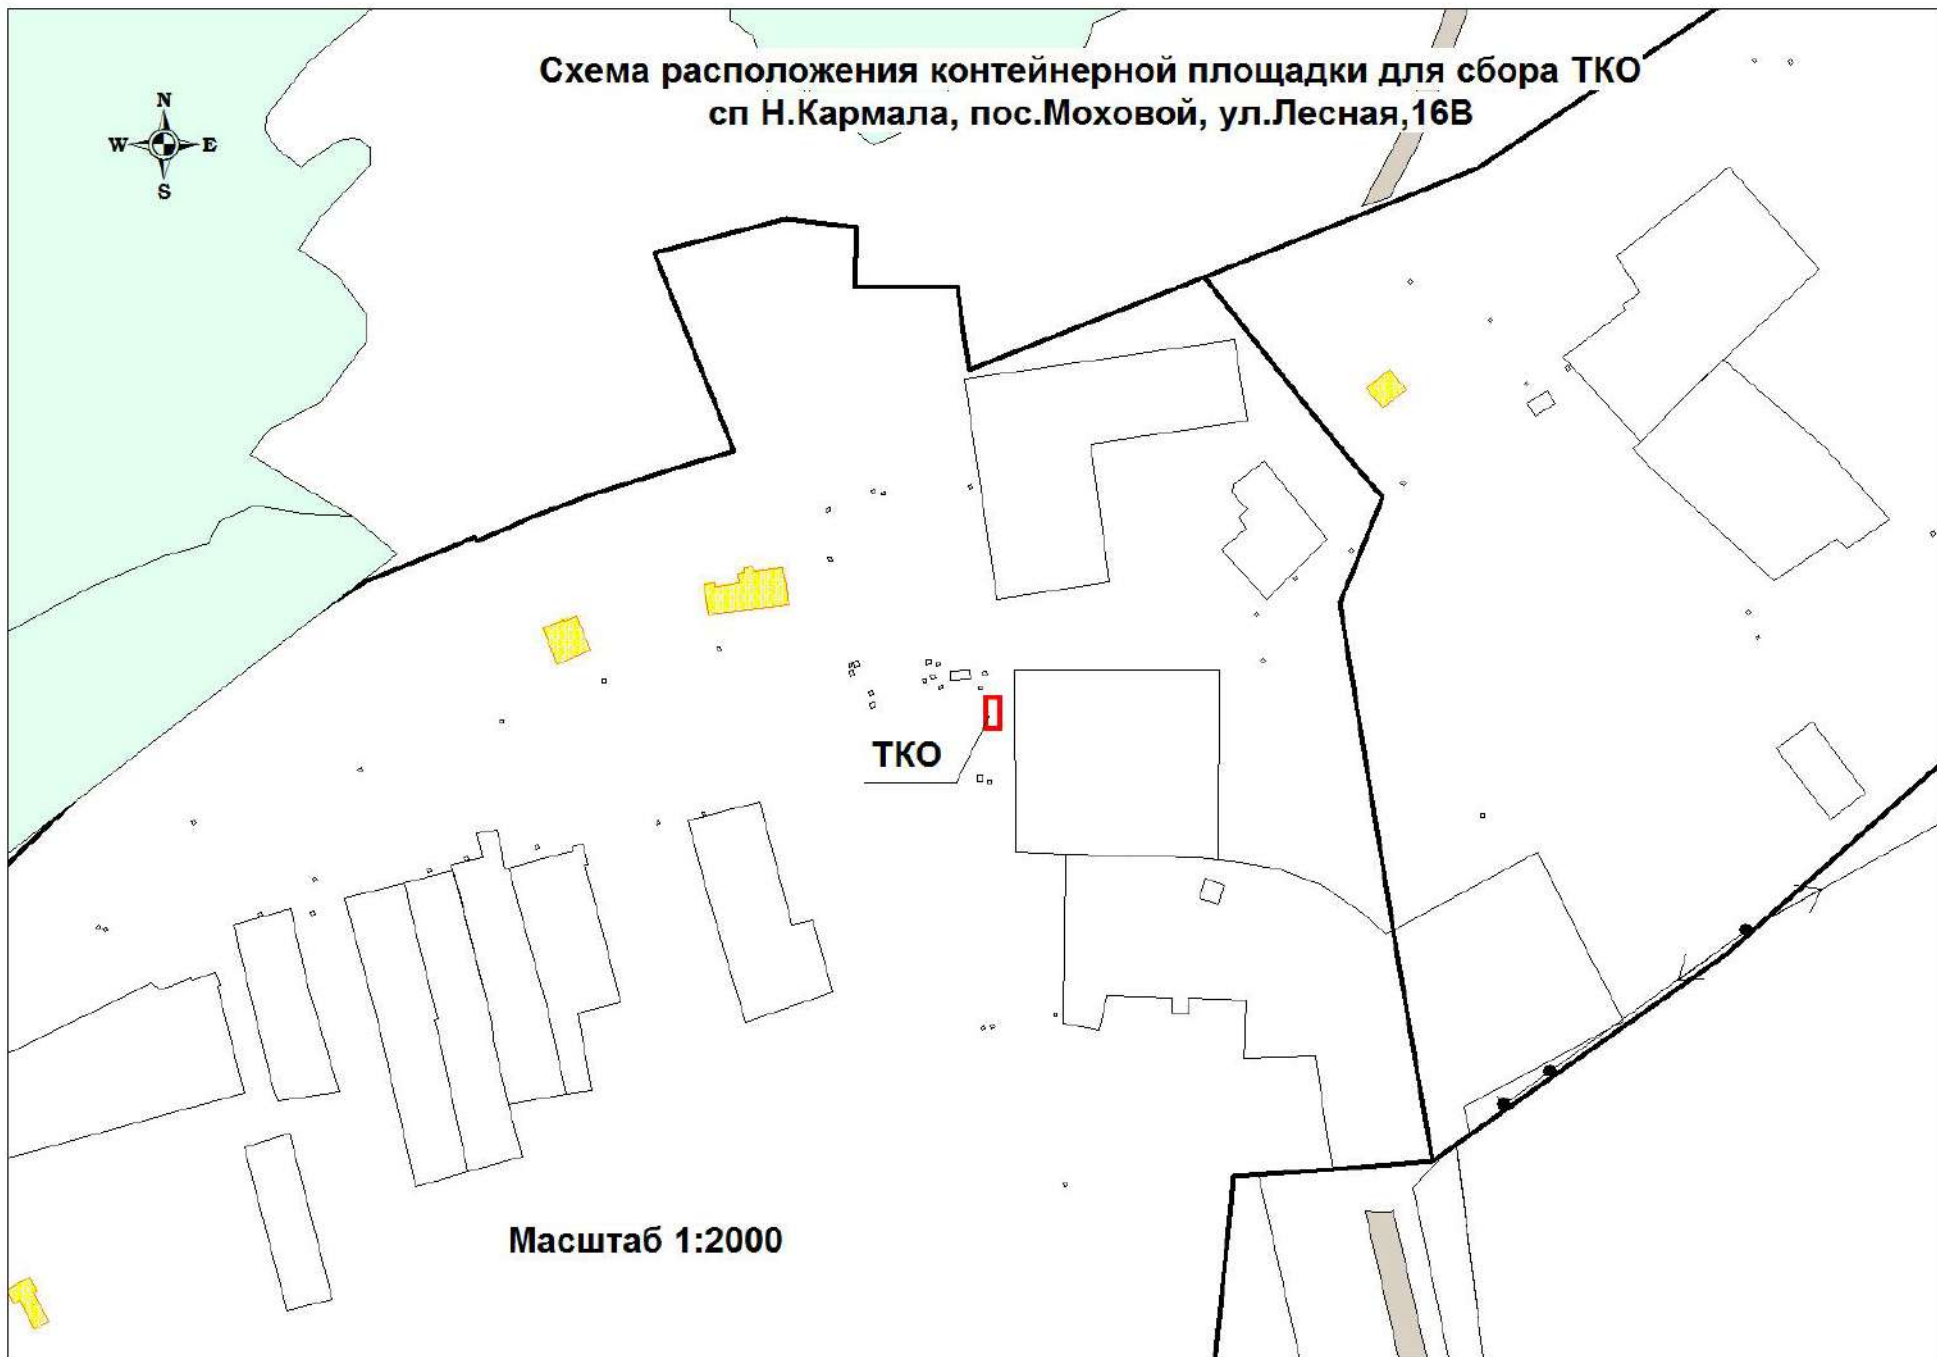 Схема расположения контейнерной площадки для сбора ТКО
сп Н.Кармала, пос.Моховой, ул.Лесная,16В
N
W E
S
ТКО
Масштаб 1:2000